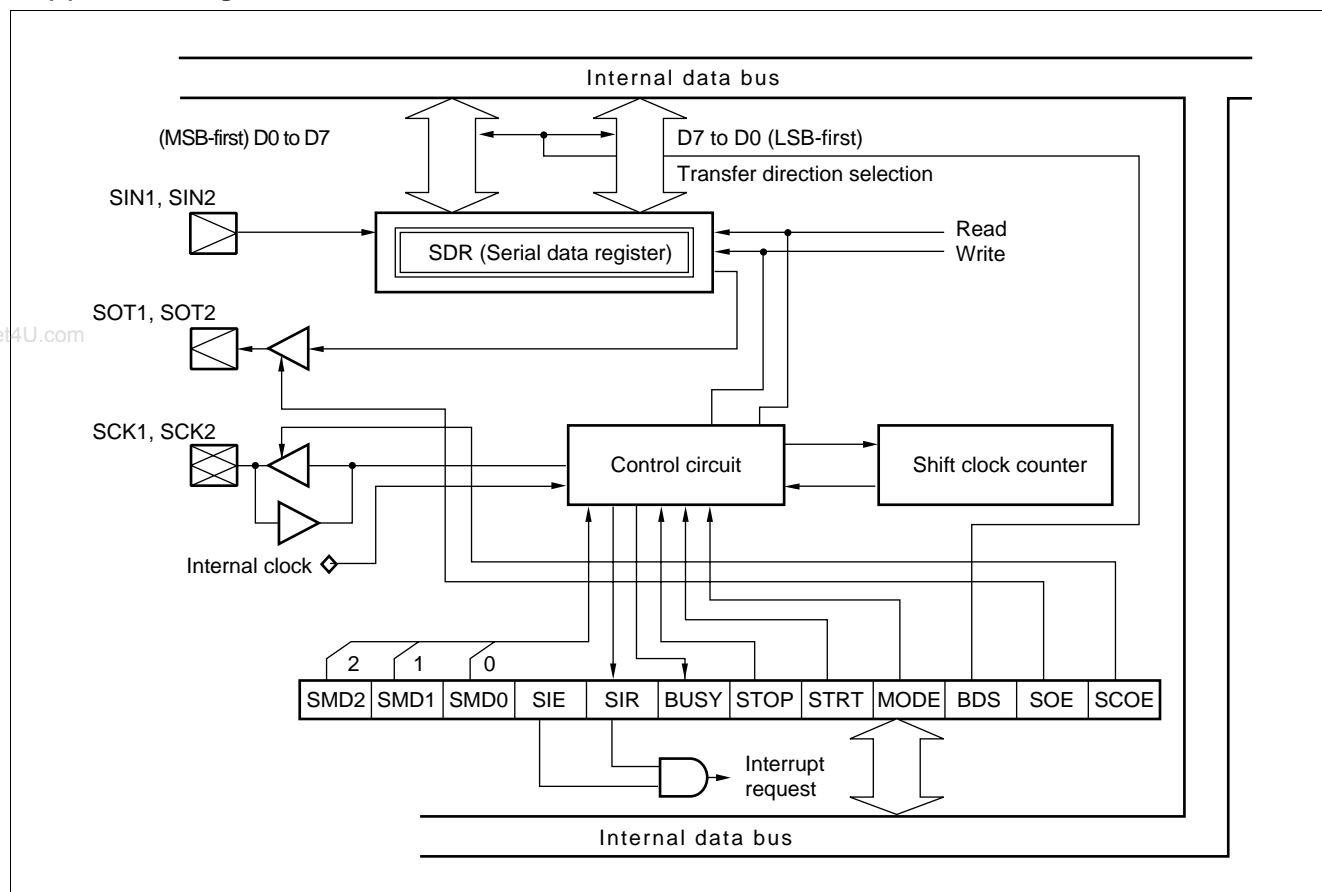 Internal data bus
(MSB-first) D0 to D7
D7 to D0 (LSB-first)
Transfer direction selection
SIN1, SIN2
Read
Write
SDR (Serial data register)
SOT1, SOT2
et4U.com
SCK1, SCK2
Control circuit
Shift clock counter
Internal clock
2 1 0
SMD2 SMD1 SMD0 SIE SIR BUSY STOP STRT MODE BDS SOE SCOE
Interrupt
request
Internal data bus